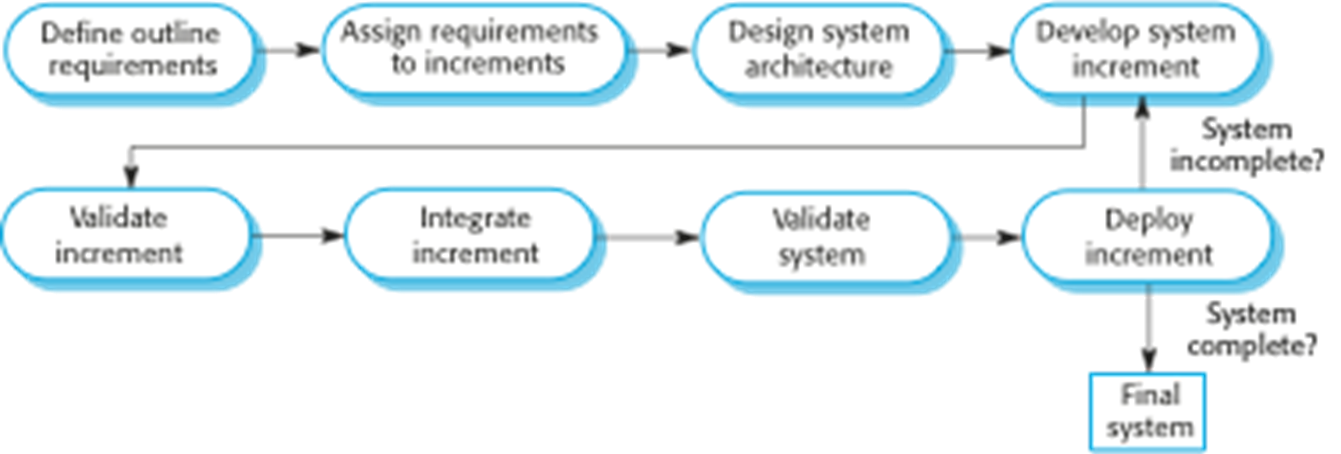 Define outline
requirements
Assign requirements
to increments
Design system
architecture
Develop system
increment
System
incomplete?
Validate
increment
Integrate
increment
Validate
system
Deploy
increment
System
complete?
Final
system